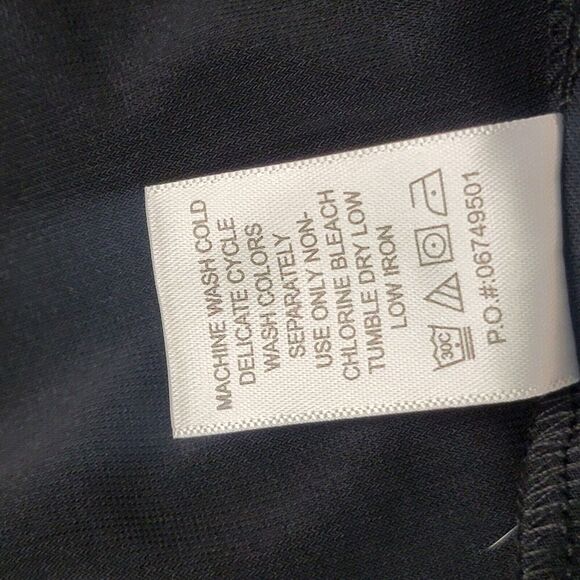 MACHINE WASH COLD
DELICATE CYCLE
WASH COLORS
SEPARATELY
USE ONLY NON-
CHLORINE BLEACH
TUMBLE DRY LOW
LOW IRON
30C
P.O.#:06749501